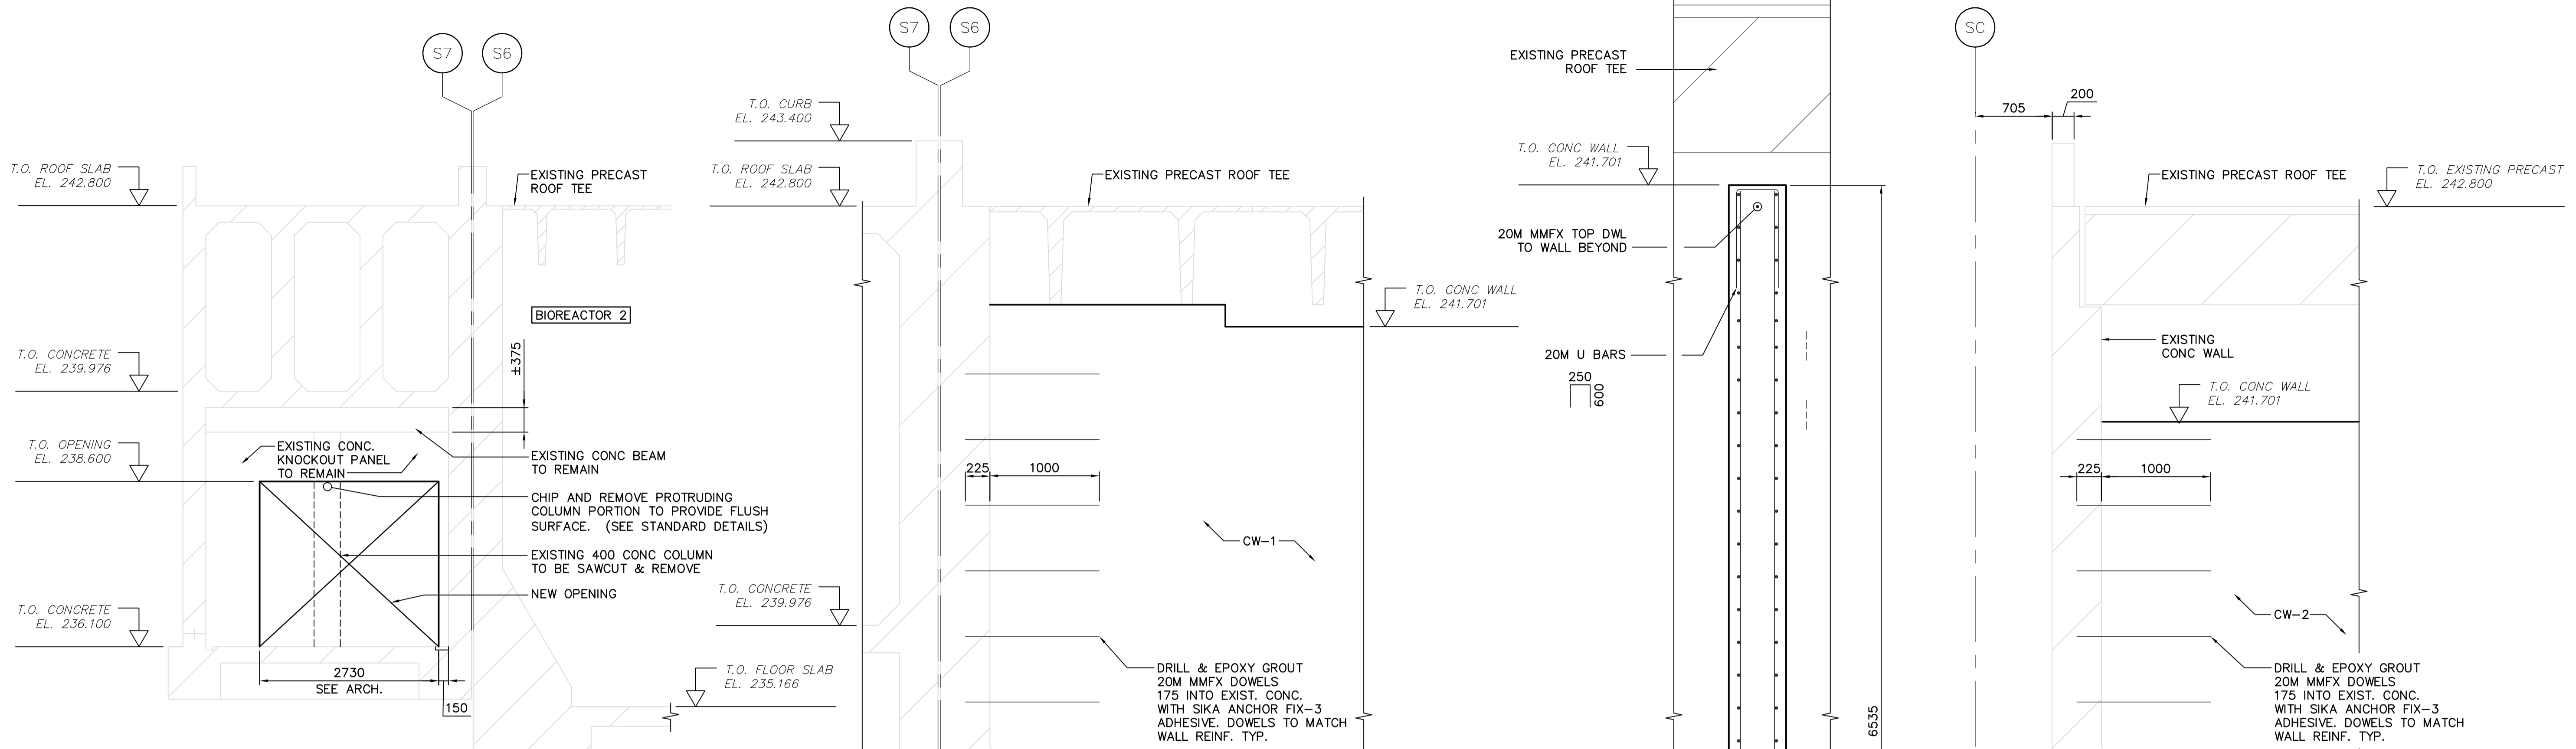 S7
S6
T.O. ROOF SLAB
EL. 242.800
EXISTING PRECAST
ROOF TEE
BIOREACTOR 2
±375
T.O. CONCRETE
EL. 239.976
T.O. OPENING
EL. 238.600
EXISTING CONC.
KNOCKOUT PANEL
TO REMAIN
EXISTING CONC BEAM
TO REMAIN
CHIP AND REMOVE PROTRUDING
COLUMN PORTION TO PROVIDE FLUSH
SURFACE. (SEE STANDARD DETAILS)
EXISTING 400 CONC COLUMN
TO BE SAWCUT & REMOVE
NEW OPENING
T.O. CONCRETE
EL. 236.100
2730
SEE ARCH.
150
T.O. FLOOR SLAB
EL. 235.166
S7
S6
T.O. CURB
EL. 243.400
T.O. ROOF SLAB
EL. 242.800
EXISTING PRECAST ROOF TEE
T.O. CONC WALL
EL. 241.701
225
1000
CW-1
T.O. CONCRETE
EL. 239.976
DRILL & EPOXY GROUT
20M MMFX DOWELS
175 INTO EXIST. CONC.
WITH SIKA ANCHOR FIX-3
ADHESIVE. DOWELS TO MATCH
WALL REINF. TYP.
EXISTING PRECAST
ROOF TEE
T.O. CONC WALL
EL. 241.701
20M MMFX TOP DWL
TO WALL BEYOND
20M U BARS
250
600
6535
SC
705
200
EXISTING PRECAST ROOF TEE
T.O. EXISTING PRECAST
EL. 242.800
EXISTING
CONC WALL
T.O. CONC WALL
EL. 241.701
225
1000
CW-2
DRILL & EPOXY GROUT
20M MMFX DOWELS
175 INTO EXIST. CONC.
WITH SIKA ANCHOR FIX-3
ADHESIVE. DOWELS TO MATCH
WALL REINF. TYP.